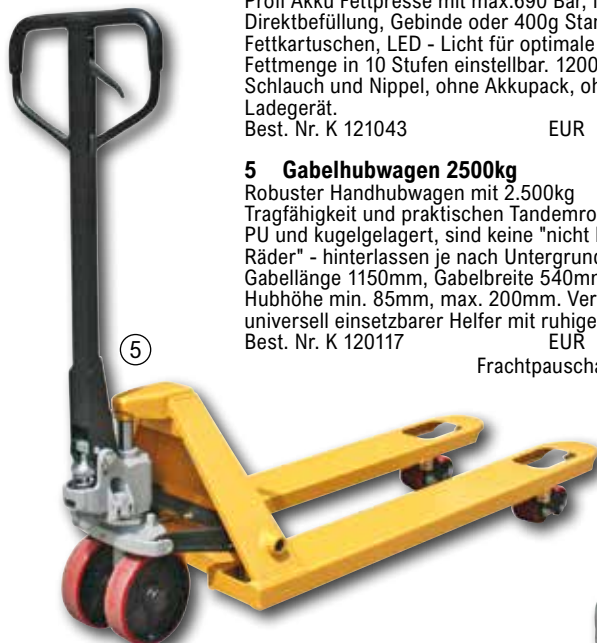 Profi Akku Fettpresse mit max.690 Bar, f
Direktbefüllung, Gebinde oder 400g Stan
Fettkartuschen, LED - Licht für optimale
Fettmenge in 10 Stufen einstellbar. 1200
Schlauch und Nippel, ohne Akkupack, oh
Ladegerät.
Best. Nr. K 121043 EUR
5 Gabelhubwagen 2500kg
Robuster Handhubwagen mit 2.500kg
Tragfähigkeit und praktischen Tandemro
PU und kugelgelagert, sind keine "nicht
Räder" - hinterlassen je nach Untergrund
Gabellänge 1150mm, Gabelbreite 540mm
Hubhöhe min. 85mm, max. 200mm. Ver
universell einsetzbarer Helfer mit ruhige
Best. Nr. K 120117 EUR
Frachtpauscha
5